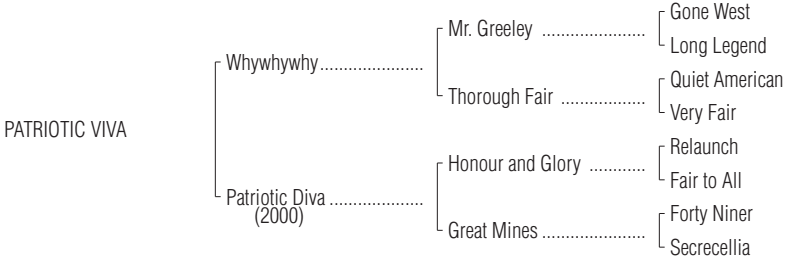 Gone West
Mr. Greeley ......................
Long Legend
Whywhywhy ......................
Quiet American
Thorough Fair ..................
Very Fair
PATRIOTIC VIVA
Relaunch
Honour and Glory ............
Fair to All
Patriotic Diva ....................
(2000)
Forty Niner
Great Mines ......................
Secrecellia